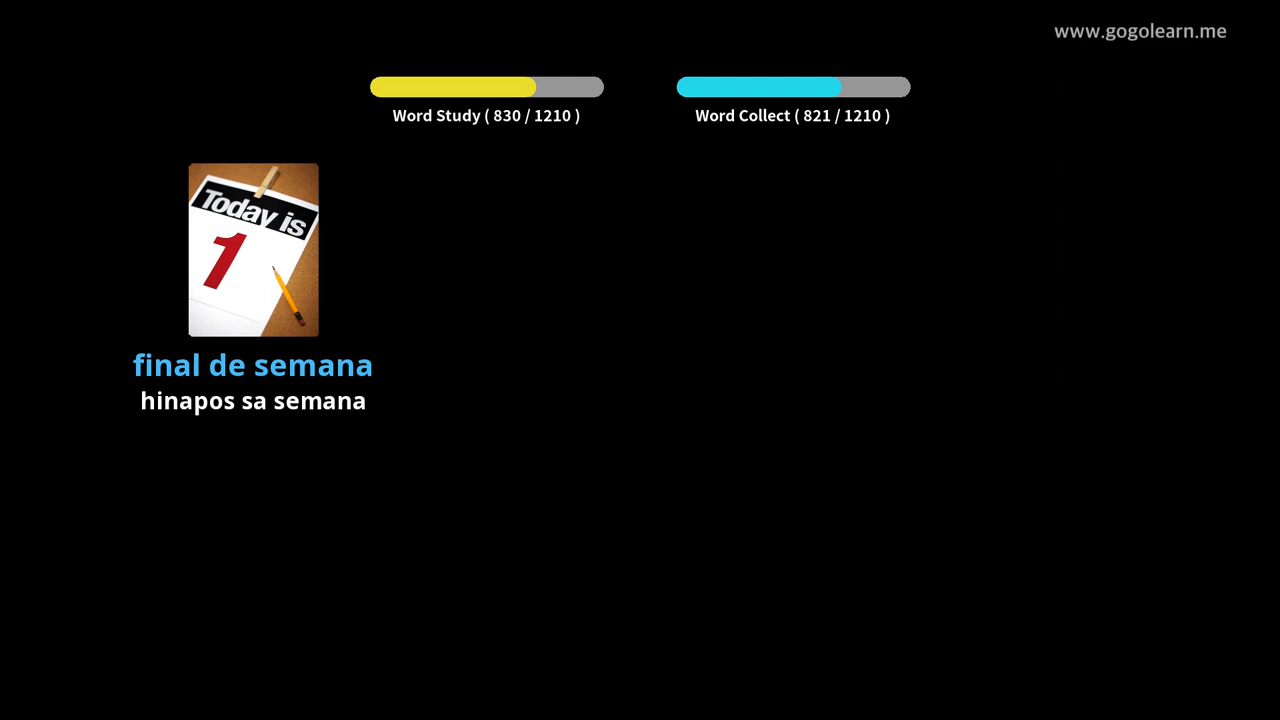 www.gogolearn.me
Word Study ( 830 / 1210 )
Word Collect ( 821 / 1210 )
Today is
1
final de semana
hinapos sa semana